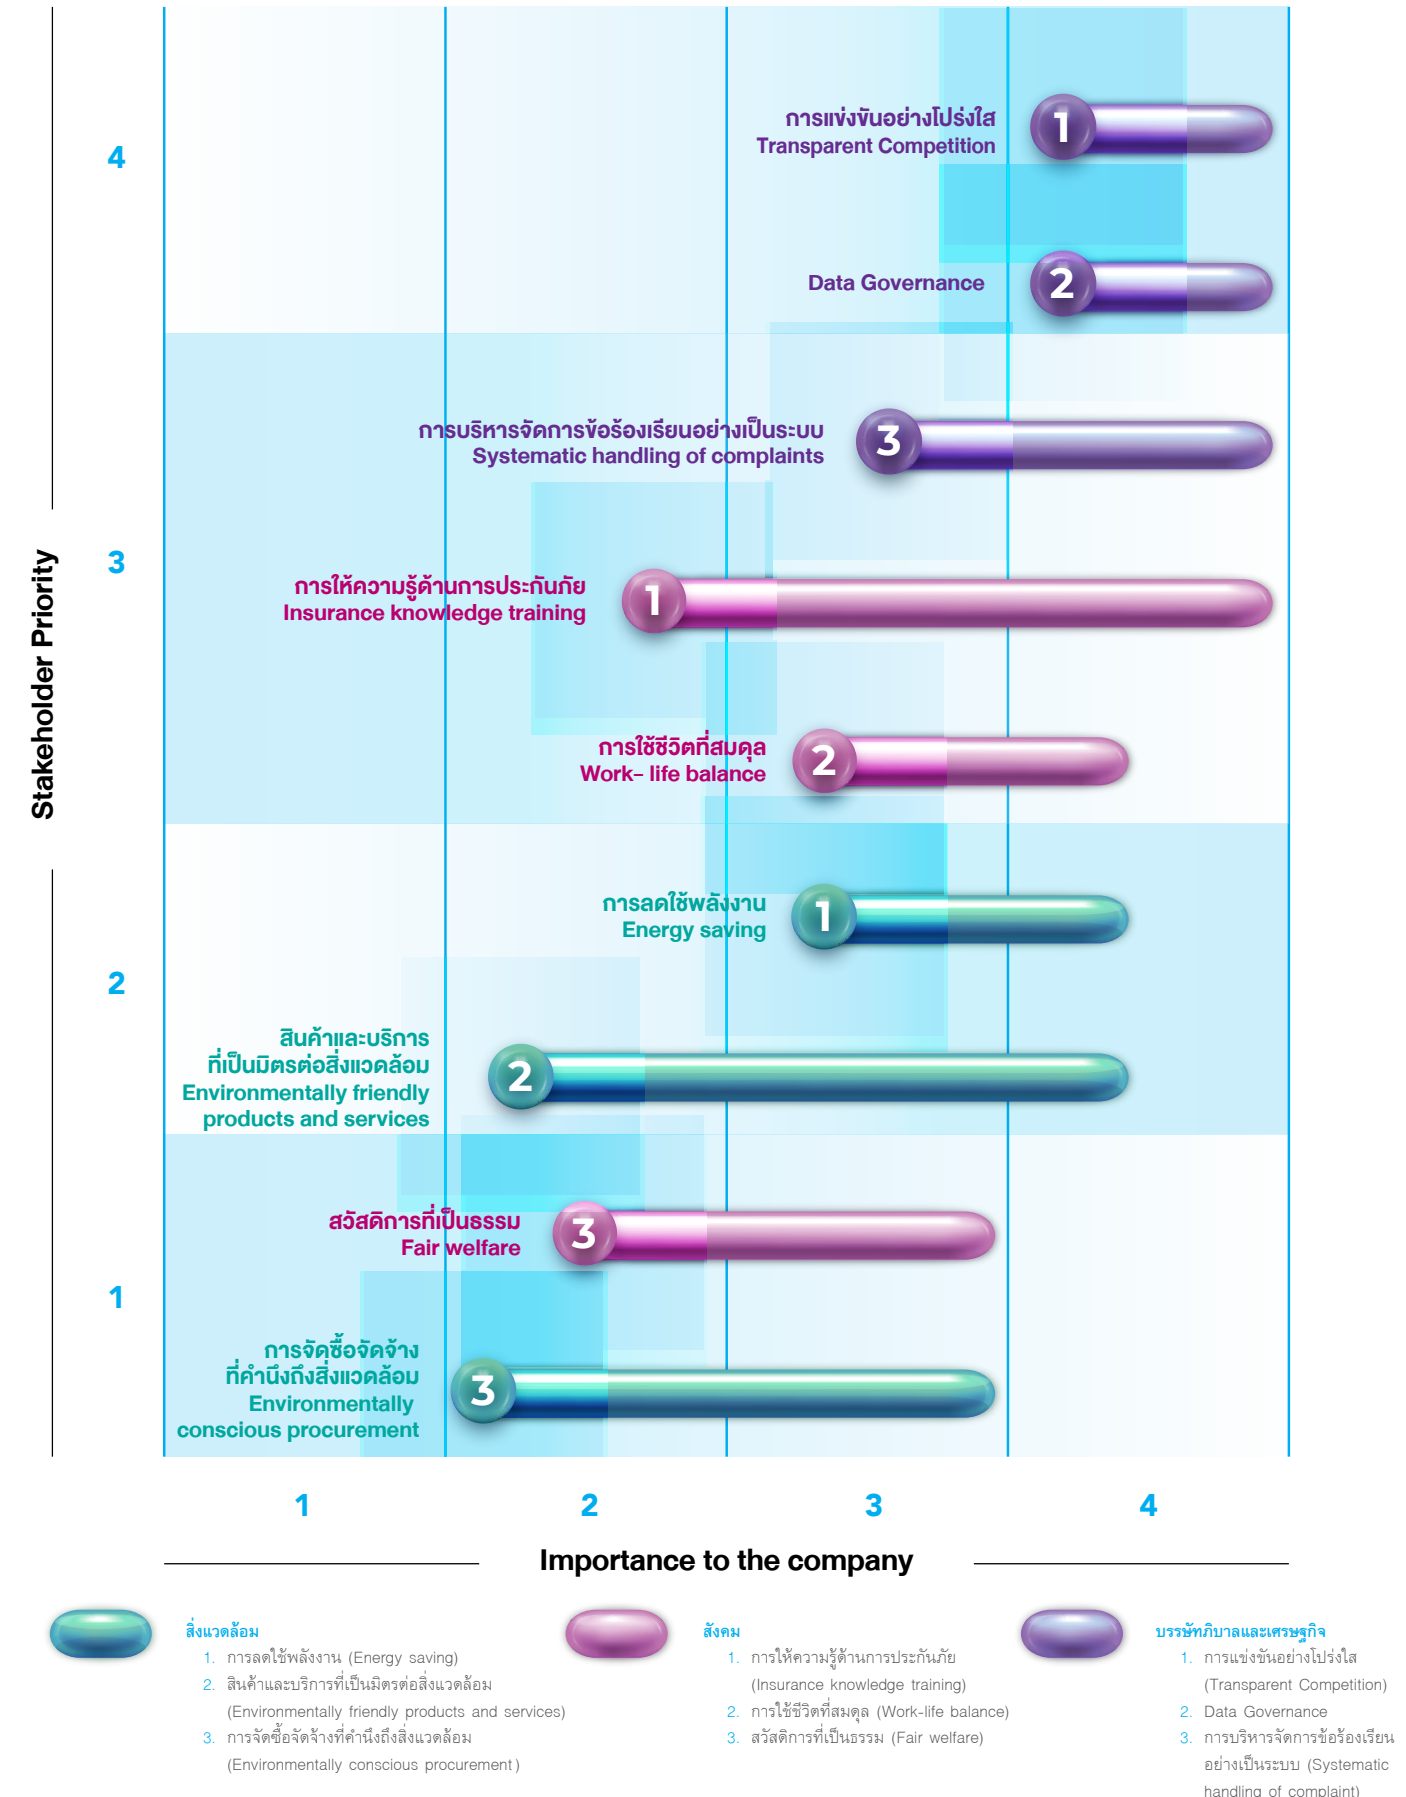 การแข่งขันอย่างโปร่งใส
Transparent Competition
1
4
Data Governance
2
การบริหารจัดการข้อร้องเรียนอย่างเป็นระบบ
Systematic handling of complaints
3
Stakeholder Priority
3
การให้ความรู้ด้านการประกันภัย
Insurance knowledge training
1
การใช้ชีวิตที่สมดุล
Work– life balance
2
การลดใช้พลังงาน
Energy saving
1
2
สินค้าและบริการ
ที่เป็นมิตรต่อสิ่งแวดล้อม
Environmentally friendly
products and services
2
สวัสดิการที่เป็นธรรม
Fair welfare
3
1
การจัดซื้อจัดจ้าง
ที่คำนึงถึงสิ่งแวดล้อม
Environmentally
conscious procurement
3
1 2 3 4
Importance to the company
สิ่งแวดล้อม
1. การลดใช้พลังงาน (Energy saving)
2. สินค้าและบริการที่เป็นมิตรต่อสิ่งแวดล้อม
(Environmentally friendly products and services)
3. การจัดซื้อจัดจ้างที่คำนึงถึงสิ่งแวดล้อม
(Environmentally conscious procurement)
สังคม
1. การให้ความรู้ด้านการประกันภัย
(Insurance knowledge training)
2. การใช้ชีวิตที่สมดุล (Work-life balance)
3. สวัสดิการที่เป็นธรรม (Fair welfare)
บรรษัทภิบาลและเศรษฐกิจ
1. การแข่งขันอย่างโปร่งใส
(Transparent Competition)
2. Data Governance
3. การบริหารจัดการข้อร้องเรียน
อย่างเป็นระบบ (Systematic
handling of complaint)